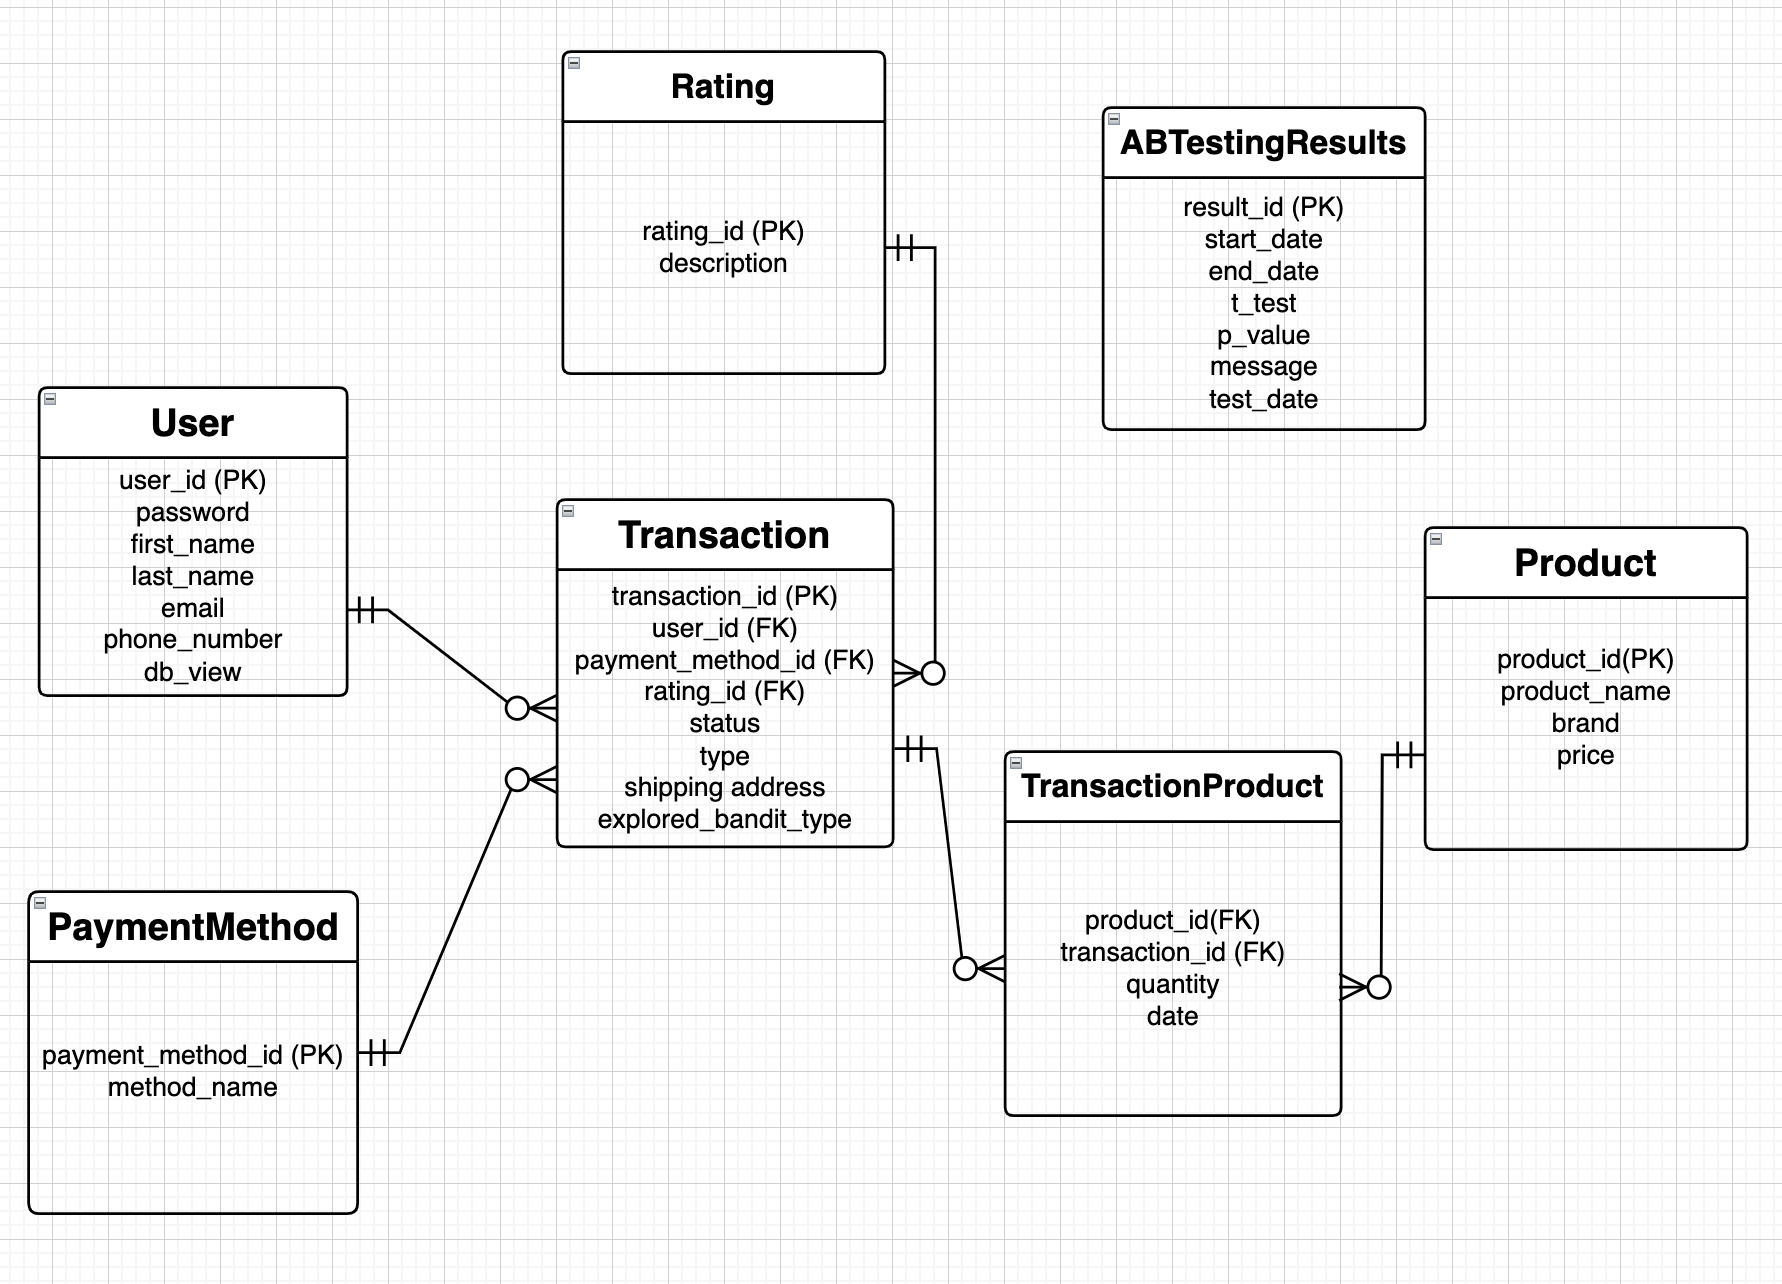 Rating
rating_id (PK)
description
ABTestingResults
result_id (PK)
start_date
end_date
t_test
p_value
message
test_date
User
user_id (PK)
password
first_name
last_name
email
phone_number
db_view
Transaction
transaction_id (PK)
user_id (FK)
payment_method_id (FK)
rating_id (FK)
status
type
shipping address
explored_bandit_type
Product
product_id(PK)
product_name
brand
price
TransactionProduct
product_id(FK)
transaction_id (FK)
quantity
date
PaymentMethod
payment_method_id (PK)
method_name